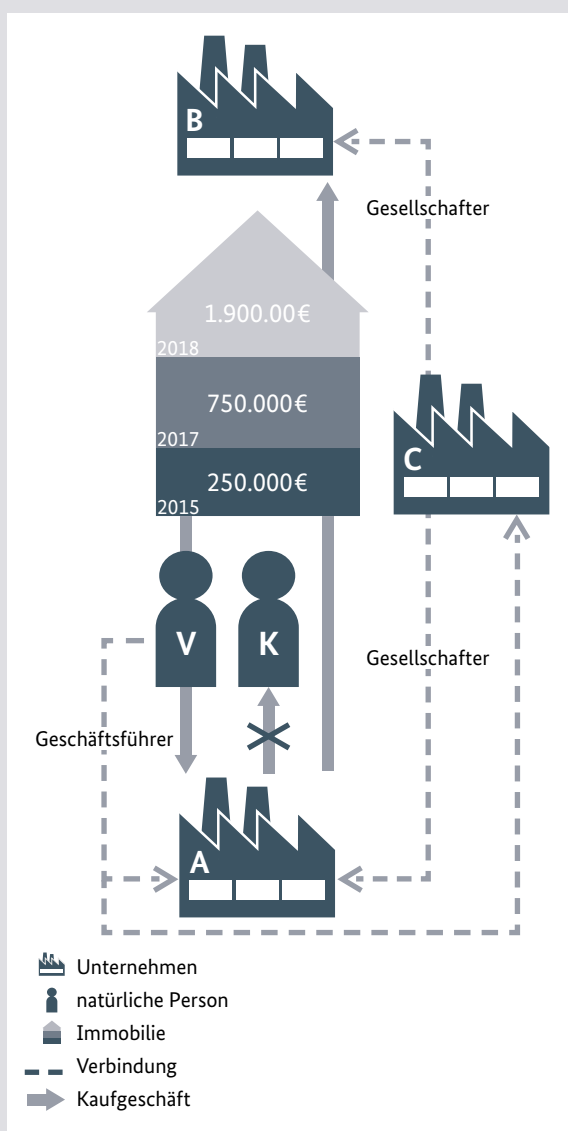 B
Gesellschafter
1.900.00€
2018
750.000€
2017
C
250.000€
2015
V
K
Gesellschafter
Geschäftsführer
A
Unternehmen
natürliche Person
Immobilie
Verbindung
Kaufgeschäft